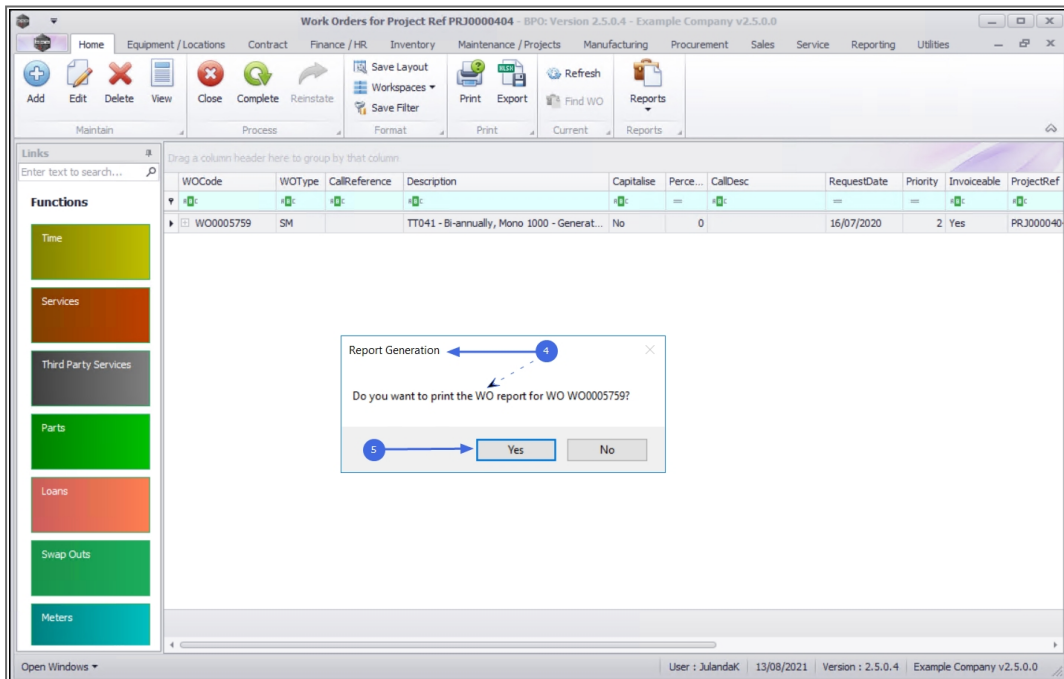 Work Orders for Project Ref PRJ0000404 - BPO: Version 2.5.0.4 - Example Company v2.5.0.0
Home Equipment / Locations Contract Finance / HR Inventory Maintenance / Projects Manufacturing Procurement Sales Service Reporting Utilities
Save Layout
Workspaces
Save Filter
Refresh
Find WO
Add Edit Delete View Close Complete Reinstate Print Export Reports
Maintain Process Format Print Current Reports
Links
Enter text to search...
Drag a column header here to group by that column
WOCode WOType CallReference Description Capitalise Perce... CallDesc RequestDate Priority Invoiceable ProjectRef
WO0005759 SM TT041 - Bi-annually, Mono 1000 - Generat... No 0 16/07/2020 2 Yes PRJ000040
Functions
Time
Services
Third Party Services
Parts
Loans
Swap Outs
Meters
Report Generation
4
Do you want to print the WO report for WO WO0005759?
5
Yes No
Open Windows User : JulandaK 13/08/2021 Version : 2.5.0.4 Example Company v2.5.0.0